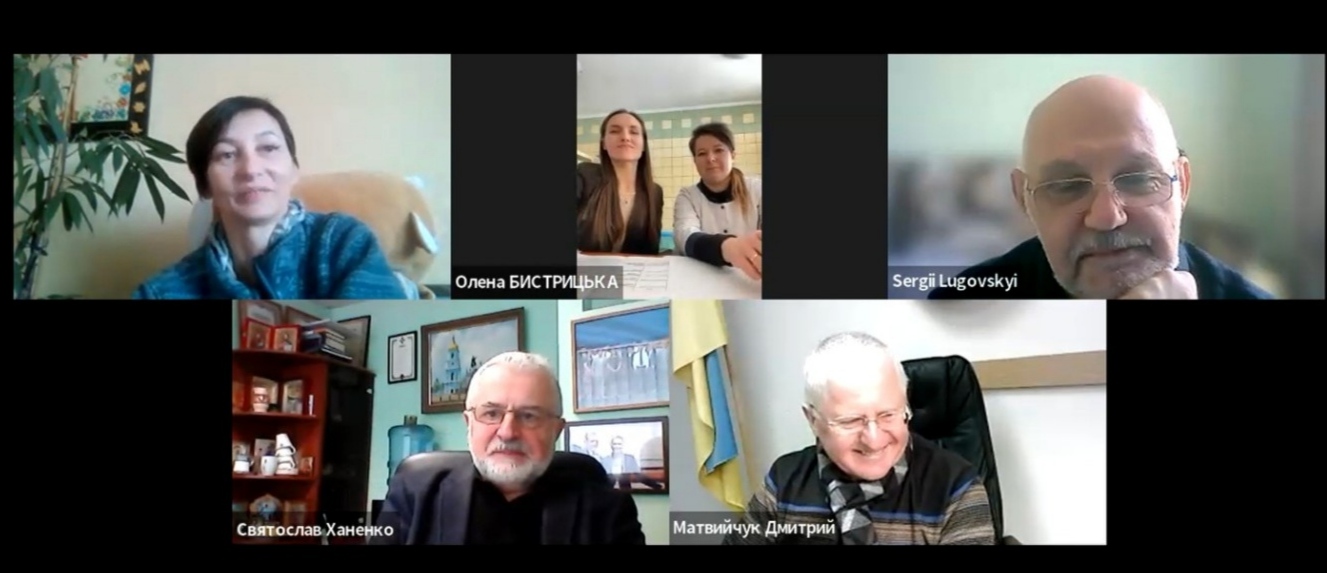 Олена БИСТРИЦЬКА
Sergii Lugovskyi
Святослав Ханенко
Матвийчук Дмитрий